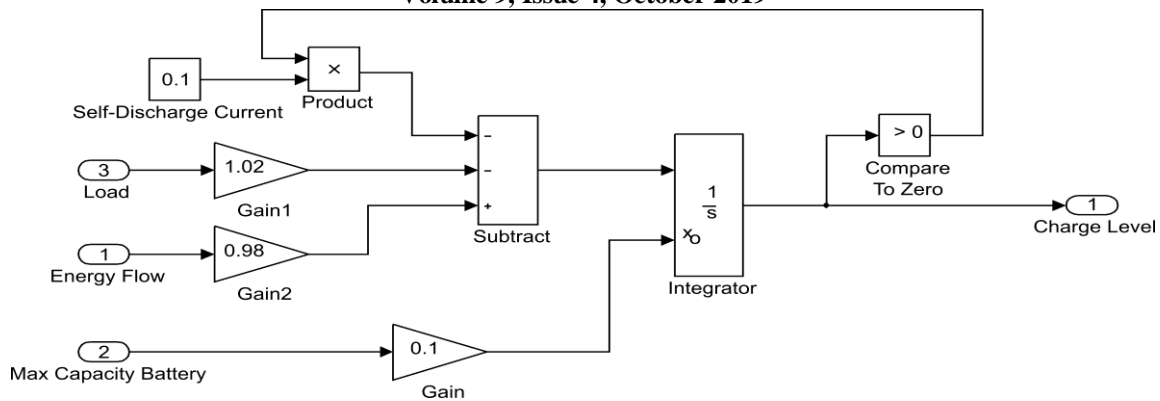 Volume 9, Issue 4, October 2019
0.1
×
Product
Self-Discharge Current
3
Load
1.02
Gain1
1
Energy Flow
0.98
Gain2
2
Max Capacity Battery
0.1
Gain
−
−
+
Subtract
1
s
xo
Integrator
> 0
Compare
To Zero
1
Charge Level